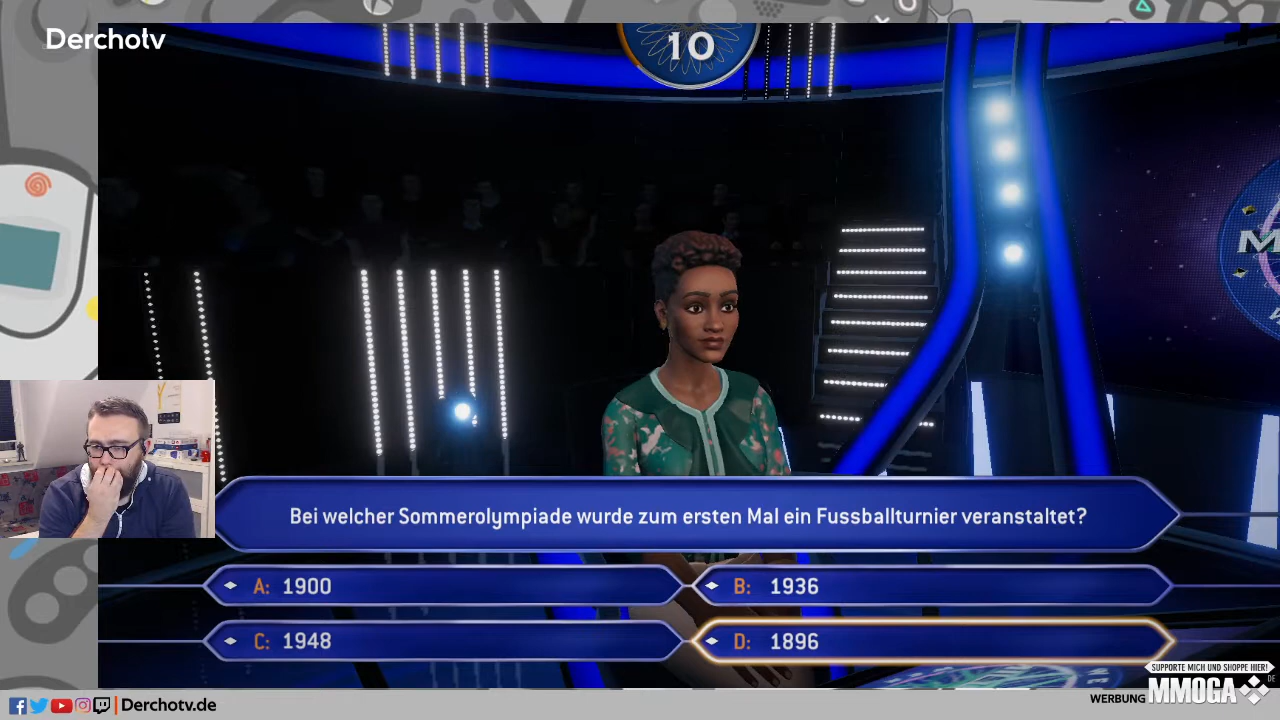 Derchotv
10
M
Bei welcher Sommerolympiade wurde zum ersten Mal ein Fussballturnier veranstaltet?
A: 1900
B: 1936
C: 1948
D: 1896
SUPPORTE MICH UND SHOPPE HIER!
WERBUNG MMOGA .DE
Derchotv.de